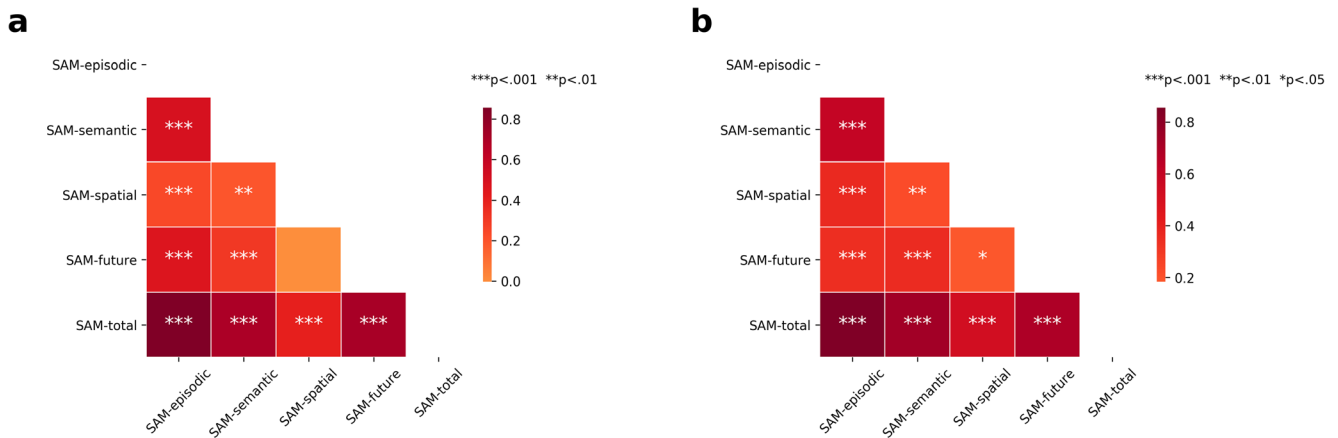 a
SAM-episodic
***p<.001 **p<.01
SAM-semantic
***
SAM-spatial
*** **
SAM-future
*** ***
SAM-total
*** *** *** ***
0.8
0.6
0.4
0.2
0.0
SAM-episodic
SAM-semantic
SAM-spatial
SAM-future
SAM-total
b
SAM-episodic
***p<.001 **p<.01 *p<.05
SAM-semantic
***
SAM-spatial
*** **
SAM-future
*** *** *
SAM-total
*** *** *** ***
0.8
0.6
0.4
0.2
SAM-episodic
SAM-semantic
SAM-spatial
SAM-future
SAM-total